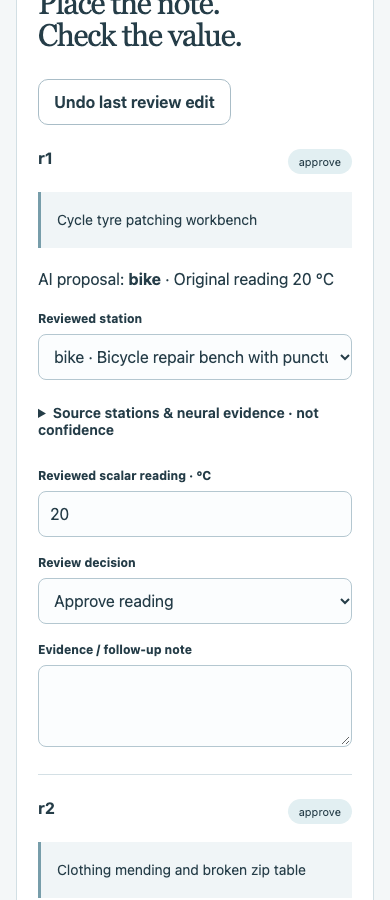 Place the note.
Check the value.
Undo last review edit
r1
approve
Cycle tyre patching workbench
AI proposal: bike · Original reading 20 °C
Reviewed station
bike · Bicycle repair bench with punctu
▶ Source stations & neural evidence · not
confidence
Reviewed scalar reading · °C
20
Review decision
Approve reading
Evidence / follow-up note
r2
approve
Clothing mending and broken zip table